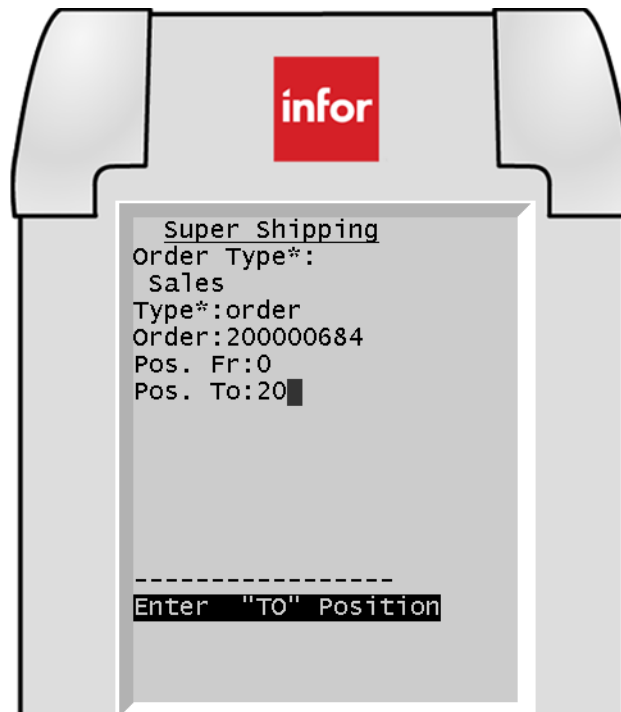 infor
Super Shipping
Order Type*:
Sales
Type*:order
Order:200000684
Pos. Fr:0
Pos. To:20
-----------------
Enter "TO" Position